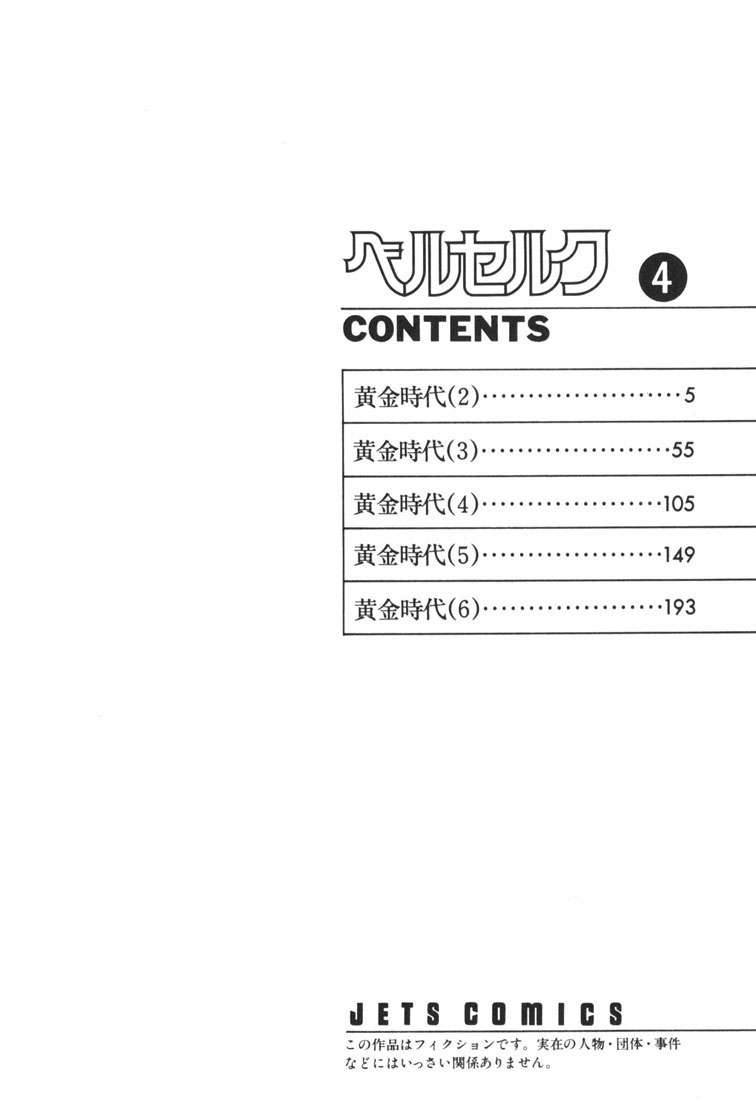 ベルセルク 4
CONTENTS
黄金時代(2)……………………5
黄金時代(3)…………………55
黄金時代(4)…………………105
黄金時代(5)…………………149
黄金時代(6)…………………193
JETS COMICS
この作品はフィクションです。実在の人物・団体・事件
などにはいっさい関係ありません。